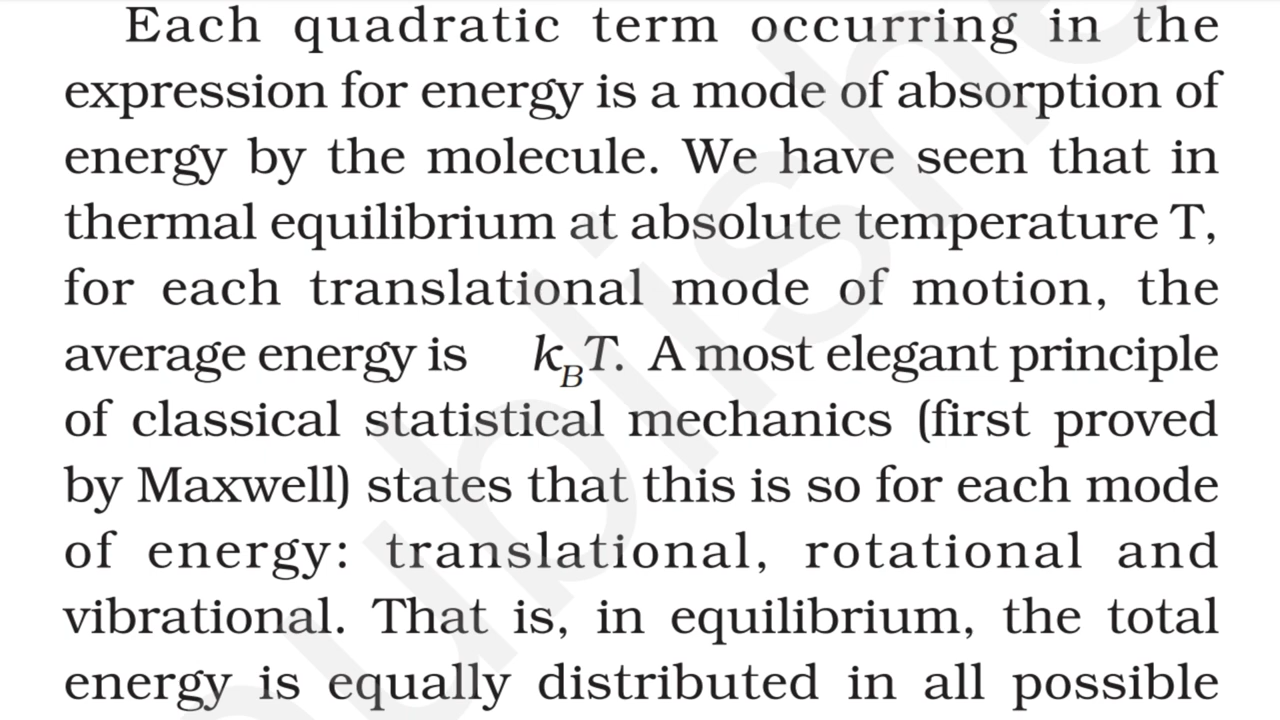 Each quadratic term occurring in the
expression for energy is a mode of absorption of
energy by the molecule. We have seen that in
thermal equilibrium at absolute temperature T,
for each translational mode of motion, the
average energy is k_BT. A most elegant principle
of classical statistical mechanics (first proved
by Maxwell) states that this is so for each mode
of energy: translational, rotational and
vibrational. That is, in equilibrium, the total
energy is equally distributed in all possible